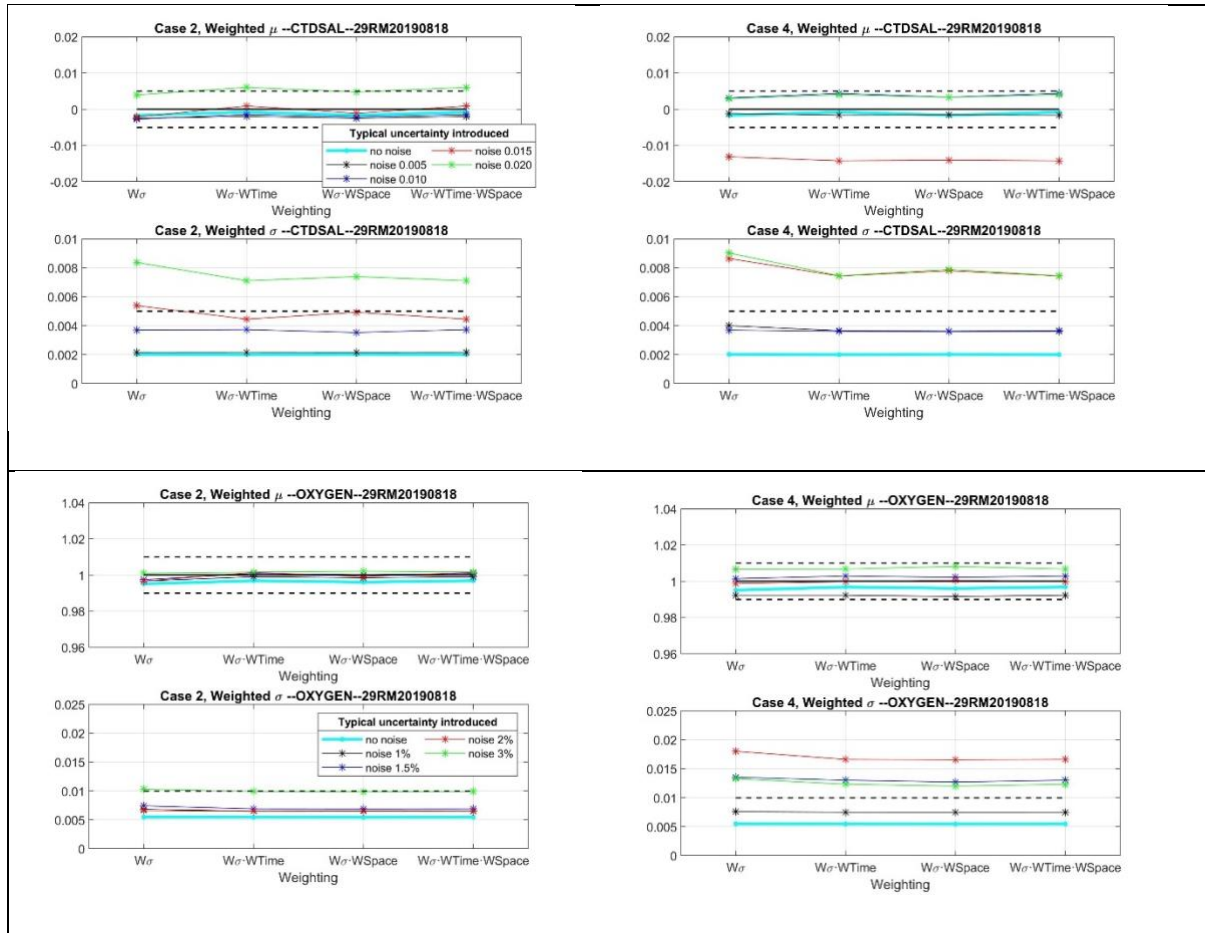 Case 2, Weighted μ --CTDSAL--29RM20190818
0.02
0.01
0
-0.01
-0.02
Typical uncertainty introduced
no noise
noise 0.015
noise 0.005
noise 0.020
noise 0.010
Wσ
Wσ·WTime
Wσ·WSpace
Wσ·WTime·WSpace
Weighting
Case 2, Weighted σ --CTDSAL--29RM20190818
0.01
0.008
0.006
0.004
0.002
0
Wσ
Wσ·WTime
Wσ·WSpace
Wσ·WTime·WSpace
Weighting
Case 4, Weighted μ --CTDSAL--29RM20190818
0.02
0.01
0
-0.01
-0.02
Wσ
Wσ·WTime
Wσ·WSpace
Wσ·WTime·WSpace
Weighting
Case 4, Weighted σ --CTDSAL--29RM20190818
0.01
0.008
0.006
0.004
0.002
0
Wσ
Wσ·WTime
Wσ·WSpace
Wσ·WTime·WSpace
Weighting
Case 2, Weighted μ --OXYGEN--29RM20190818
1.04
1.02
1
0.98
0.96
Wσ
Wσ·WTime
Wσ·WSpace
Wσ·WTime·WSpace
Weighting
Case 2, Weighted σ --OXYGEN--29RM20190818
0.025
0.02
0.015
0.01
0.005
0
Typical uncertainty introduced
no noise
noise 2%
noise 1%
noise 3%
noise 1.5%
Wσ
Wσ·WTime
Wσ·WSpace
Wσ·WTime·WSpace
Weighting
Case 4, Weighted μ --OXYGEN--29RM20190818
1.04
1.02
1
0.98
0.96
Wσ
Wσ·WTime
Wσ·WSpace
Wσ·WTime·WSpace
Weighting
Case 4, Weighted σ --OXYGEN--29RM20190818
0.025
0.02
0.015
0.01
0.005
0
Wσ
Wσ·WTime
Wσ·WSpace
Wσ·WTime·WSpace
Weighting